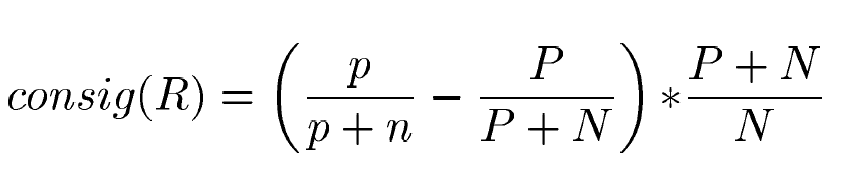 consig(R) = (p/(p + n) − P/(P + N)) * (P + N)/N